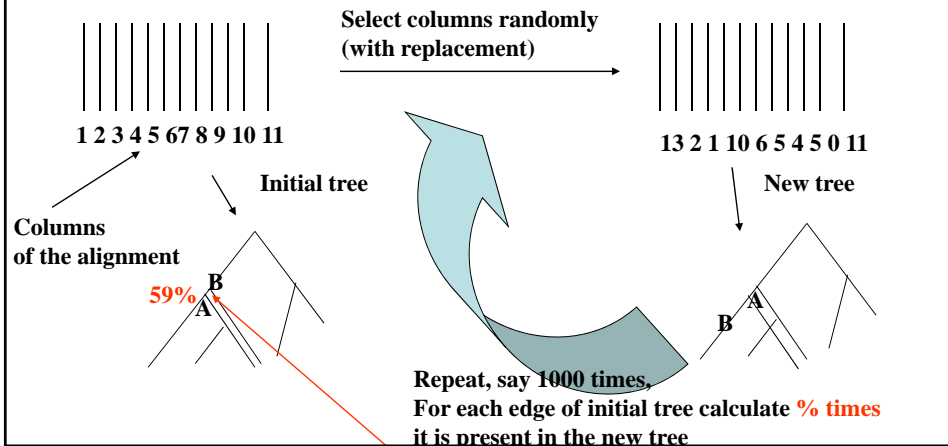 Select columns randomly
(with replacement)
1 2 3 4 5 67 8 9 10 11
13 2 1 10 6 5 4 5 0 11
Initial tree
New tree
Columns
of the alignment
B
59%
A
A
B
Repeat, say 1000 times,
For each edge of initial tree calculate % times
it is present in the new tree